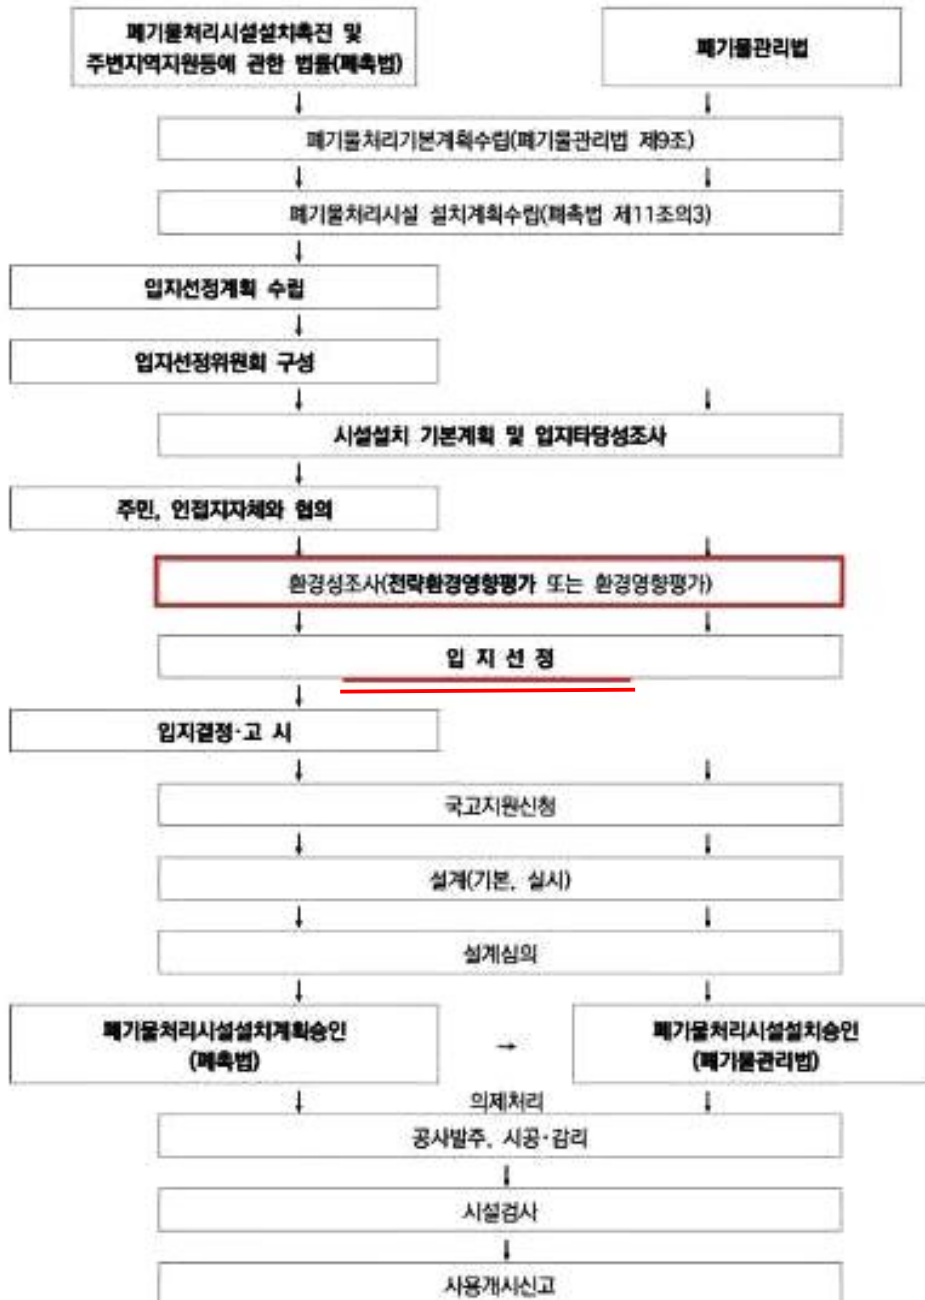 폐기물처리시설설치촉진 및
주변지역지원등에 관한 법률(폐촉법)
폐기물관리법
폐기물처리기본계획수립(폐기물관리법 제9조)
폐기물처리시설 설치계획수립(폐촉법 제11조의3)
입지선정계획 수립
입지선정위원회 구성
시설설치 기본계획 및 입지타당성조사
주민, 인접지자체와 협의
환경성조사(전략환경영향평가 또는 환경영향평가)
입 지 선 정
입지결정·고 시
국고지원신청
설계(기본, 실시)
설계심의
폐기물처리시설설치계획승인
(폐촉법)
→
폐기물처리시설설치승인
(폐기물관리법)
의제처리
공사발주, 시공·감리
시설검사
사용개시신고